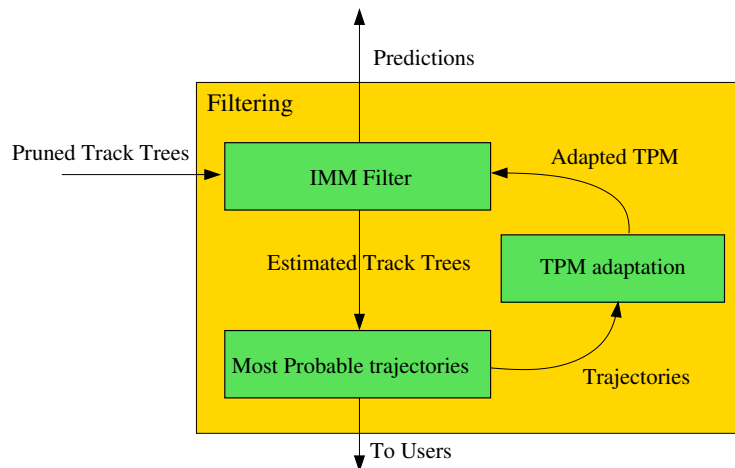 Predictions
Filtering
Pruned Track Trees
Adapted TPM
IMM Filter
Estimated Track Trees
TPM adaptation
Most Probable trajectories
Trajectories
To Users